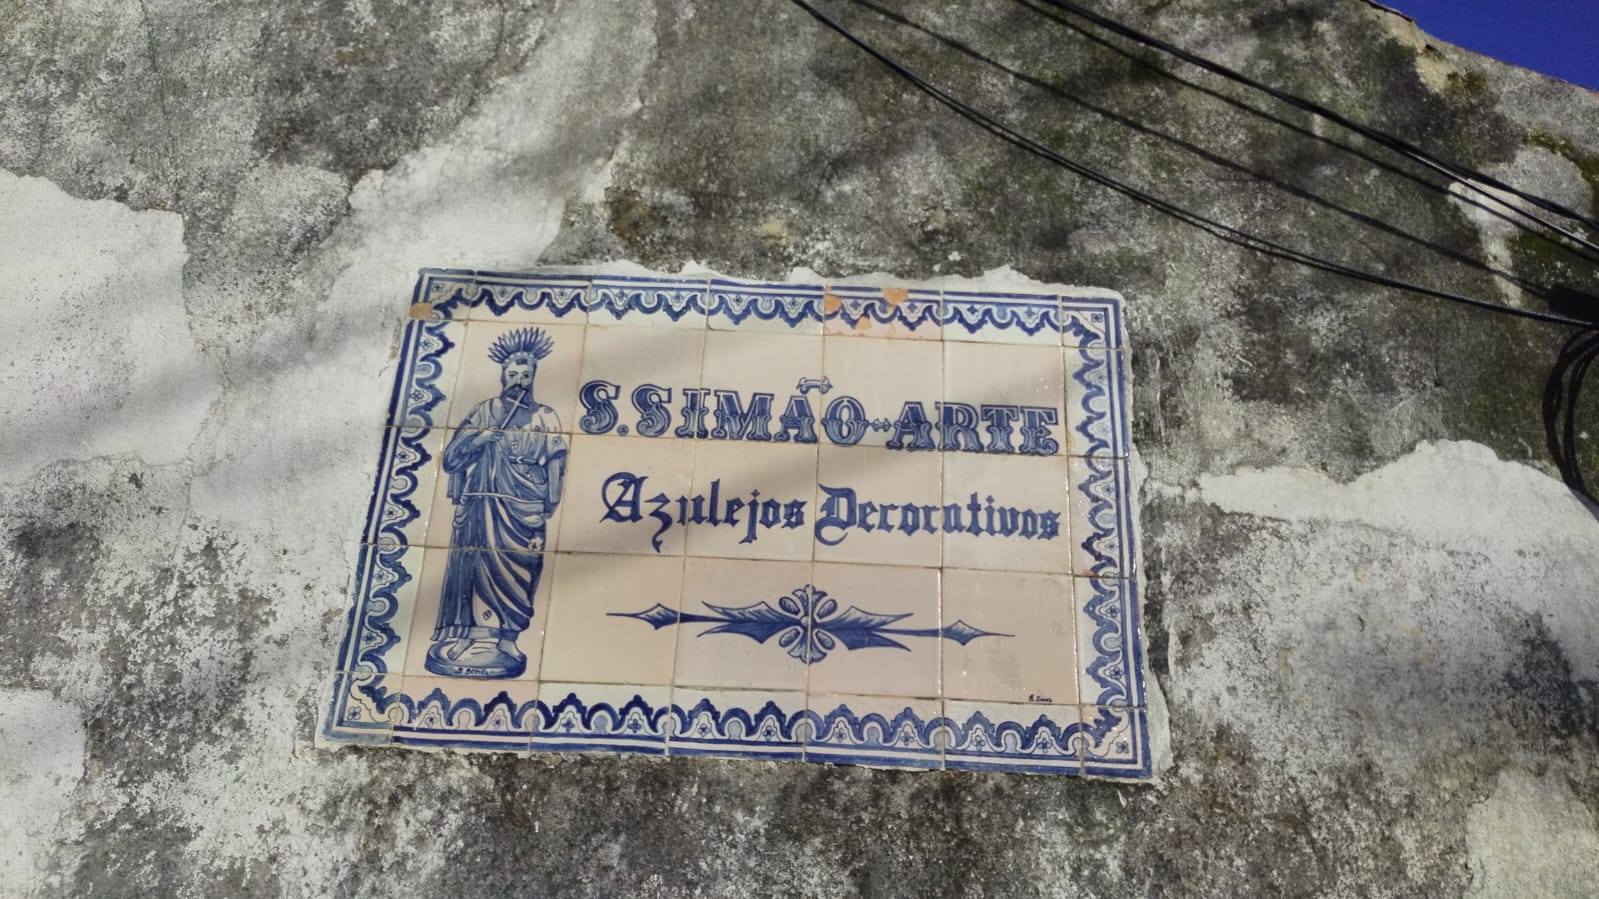 S. SIMÃO-ARTE
Azulejos Decorativos